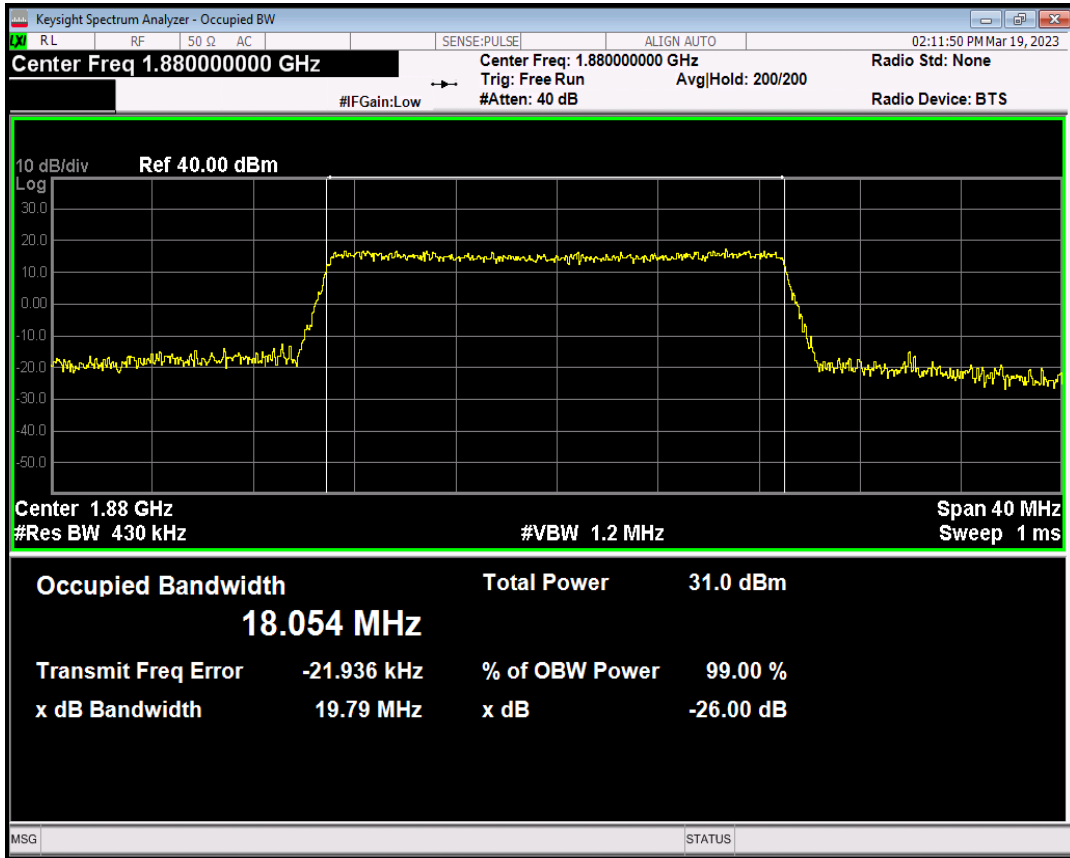 Keysight Spectrum Analyzer - Occupied BW
LXI RL RF 50 Ω AC SENSE:PULSE ALIGN AUTO 02:11:50 PM Mar 19, 2023
Center Freq 1.880000000 GHz
Center Freq: 1.880000000 GHz Radio Std: None
Trig: Free Run Avg|Hold: 200/200
#IFGain:Low #Atten: 40 dB Radio Device: BTS
10 dB/div Ref 40.00 dBm
Log
30.0
20.0
10.0
0.00
-10.0
-20.0
-30.0
-40.0
-50.0
Center 1.88 GHz Span 40 MHz
#Res BW 430 kHz #VBW 1.2 MHz Sweep 1 ms
Occupied Bandwidth Total Power 31.0 dBm
18.054 MHz
Transmit Freq Error -21.936 kHz % of OBW Power 99.00 %
x dB Bandwidth 19.79 MHz x dB -26.00 dB
MSG STATUS